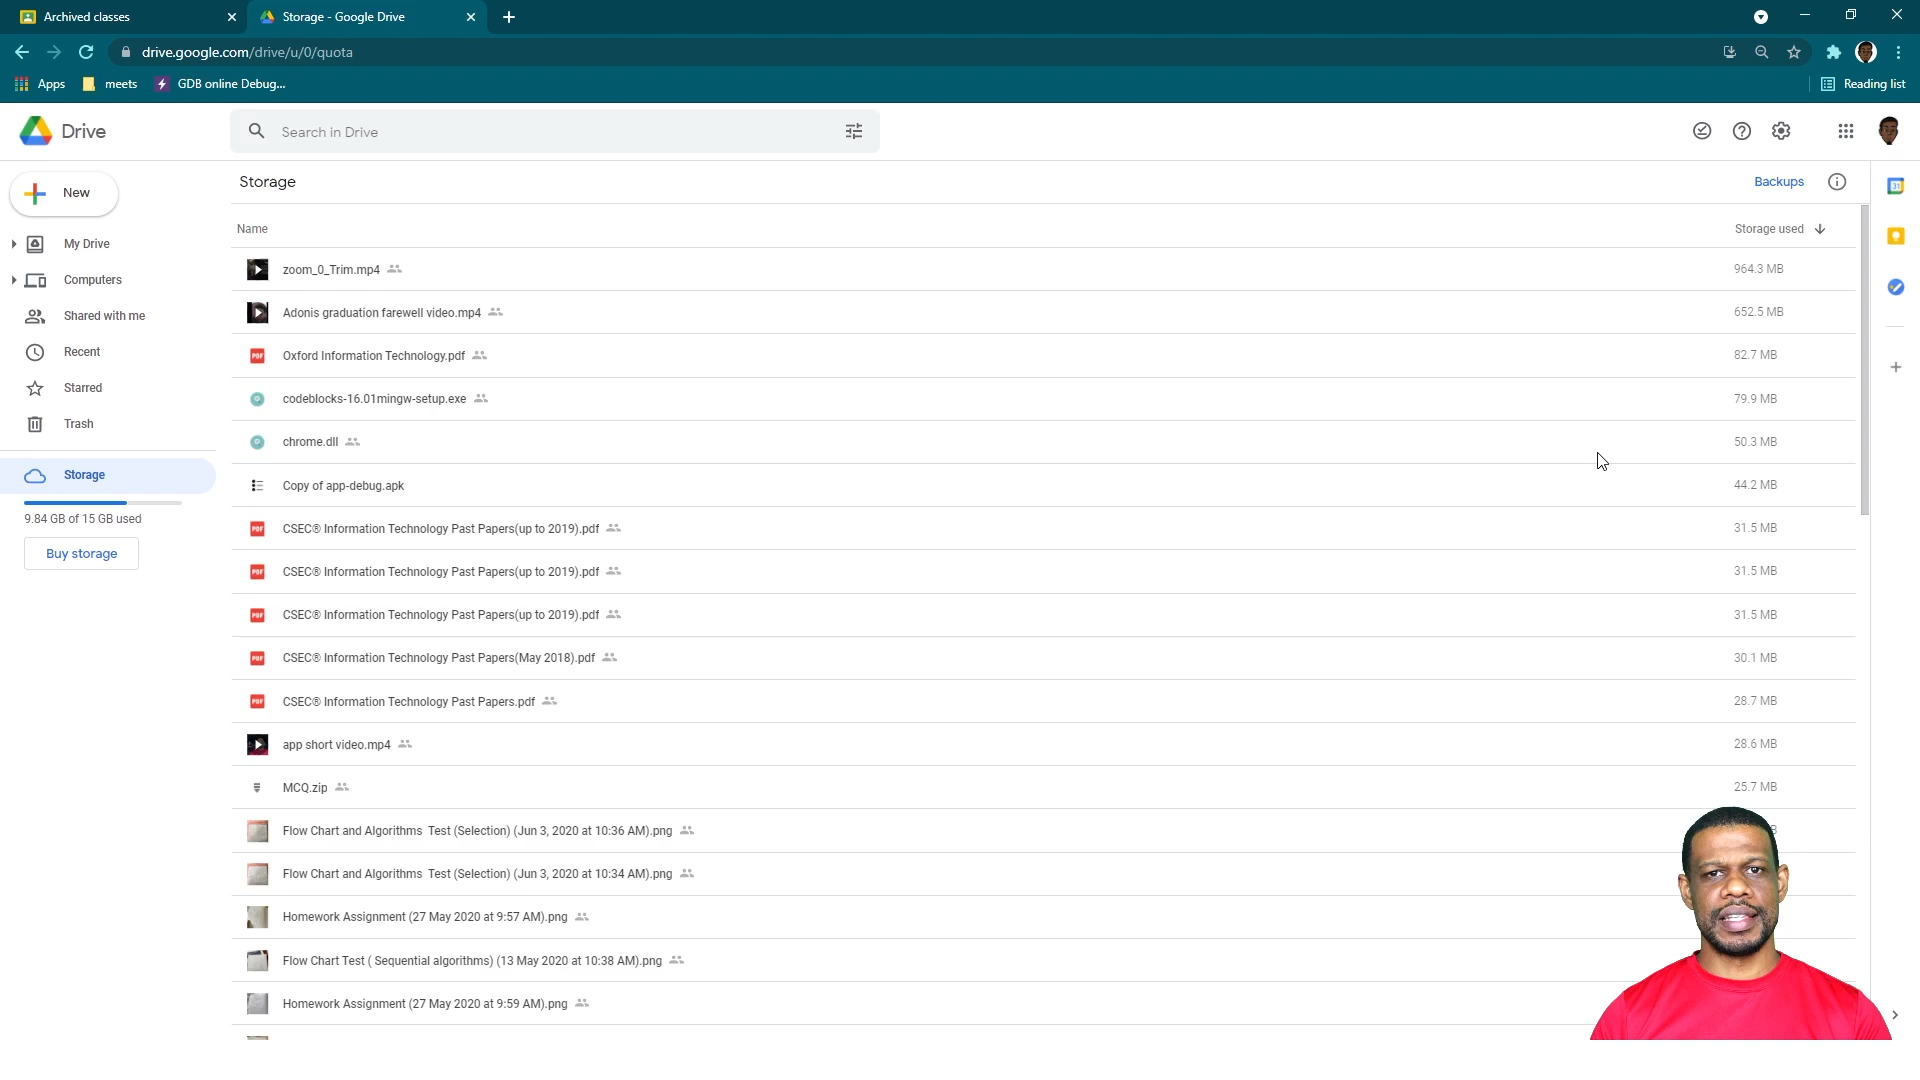 Archived classes
Storage - Google Drive
drive.google.com/drive/u/0/quota
Apps
meets
GDB online Debug...
Reading list
Drive
Search in Drive
New
My Drive
Computers
Shared with me
Recent
Starred
Trash
Storage
9.84 GB of 15 GB used
Buy storage
Storage
Backups
Name
Storage used
zoom_0_Trim.mp4 964.3 MB
Adonis graduation farewell video.mp4 652.5 MB
PDF Oxford Information Technology.pdf 82.7 MB
codeblocks-16.01mingw-setup.exe 79.9 MB
chrome.dll 50.3 MB
Copy of app-debug.apk 44.2 MB
PDF CSEC® Information Technology Past Papers(up to 2019).pdf 31.5 MB
PDF CSEC® Information Technology Past Papers(up to 2019).pdf 31.5 MB
PDF CSEC® Information Technology Past Papers(up to 2019).pdf 31.5 MB
PDF CSEC® Information Technology Past Papers(May 2018).pdf 30.1 MB
PDF CSEC® Information Technology Past Papers.pdf 28.7 MB
app short video.mp4 28.6 MB
MCQ.zip 25.7 MB
Flow Chart and Algorithms Test (Selection) (Jun 3, 2020 at 10:36 AM).png
Flow Chart and Algorithms Test (Selection) (Jun 3, 2020 at 10:34 AM).png
Homework Assignment (27 May 2020 at 9:57 AM).png
Flow Chart Test ( Sequential algorithms) (13 May 2020 at 10:38 AM).png
Homework Assignment (27 May 2020 at 9:59 AM).png